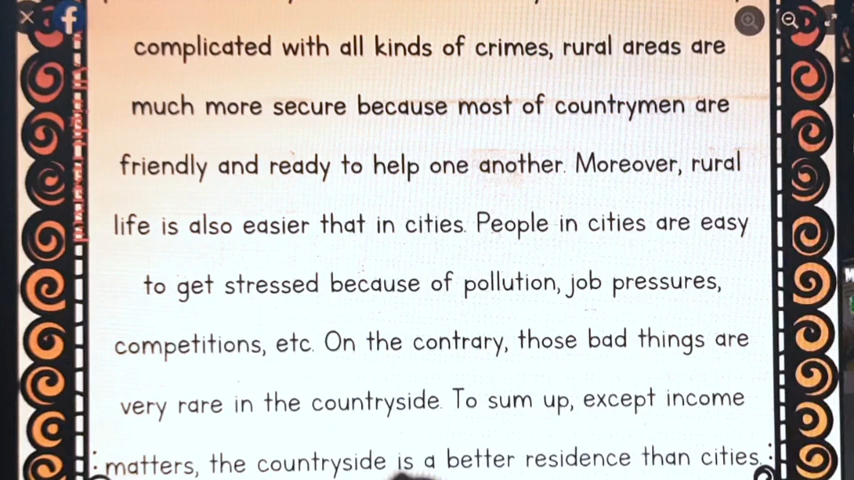 complicated with all kinds of crimes, rural areas are
much more secure because most of countrymen are
friendly and ready to help one another. Moreover, rural
life is also easier that in cities. People in cities are easy
to get stressed because of pollution, job pressures,
competitions, etc. On the contrary, those bad things are
very rare in the countryside. To sum up, except income
matters, the countryside is a better residence than cities.